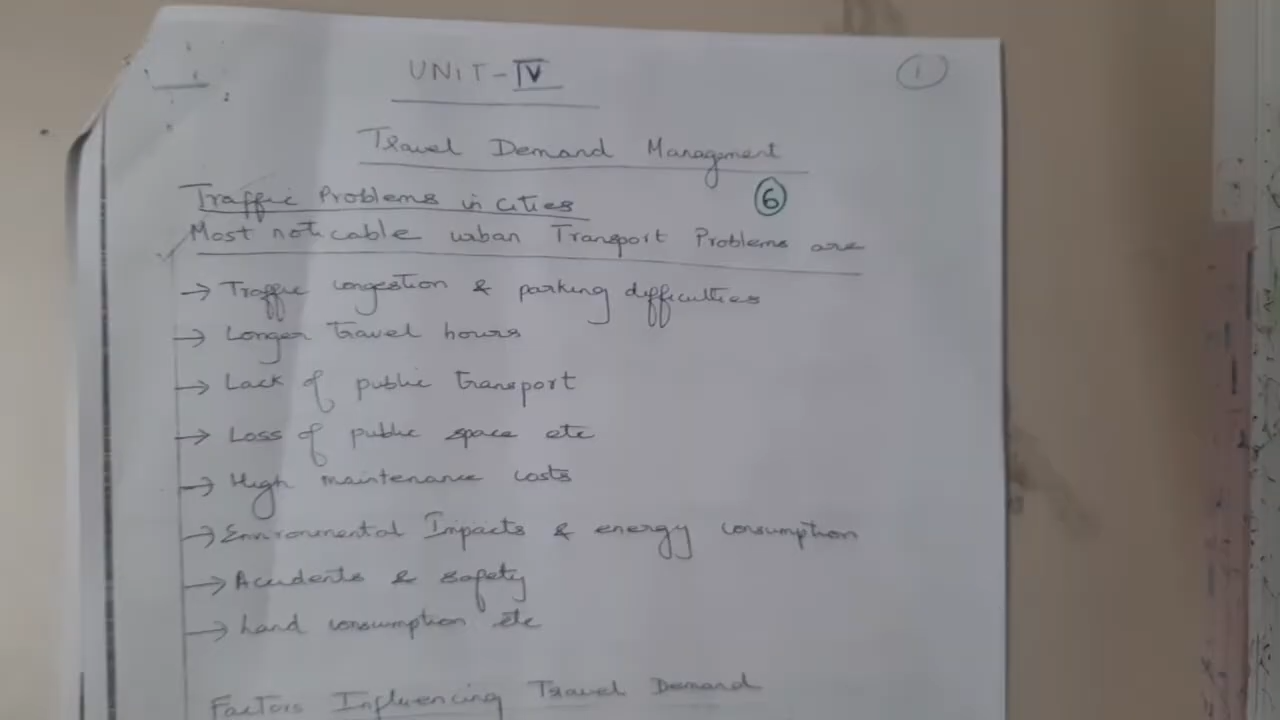 UNIT-IV
1
Travel Demand Management
Traffic Problems in cities
6
Most noticable urban Transport Problems are
→ Traffic congestion & parking difficulties
→ Longer travel hours
→ Lack of public transport
→ Loss of public space etc
→ High maintenance costs
→ Environmental Impacts & energy consumption
→ Accidents & safety
→ Land consumption etc
Factors Influencing Travel Demand